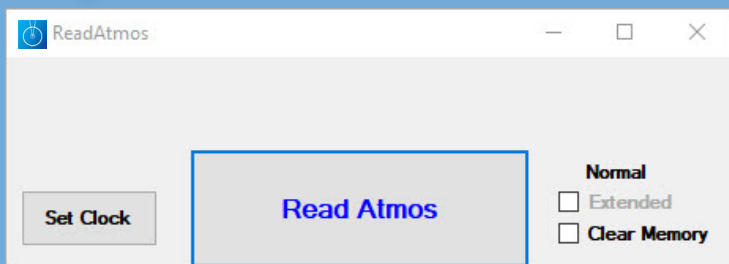 ReadAtmos
Normal
Read Atmos
Extended
Set Clock
Clear Memory